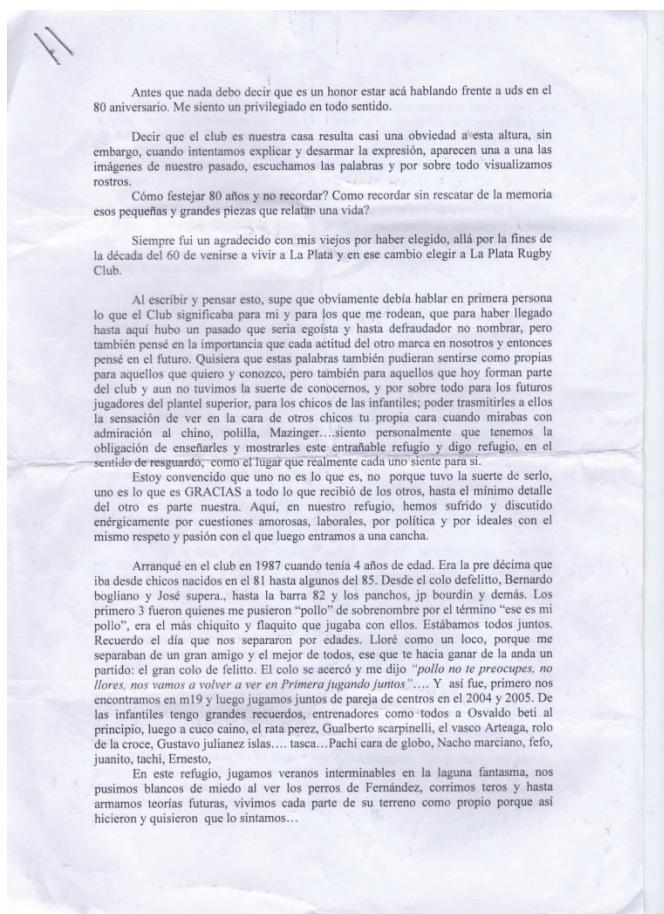 Antes que nada debo decir que es un honor estar acá hablando frente a uds en el
80 aniversario. Me siento un privilegiado en todo sentido.
Decir que el club es nuestra casa resulta casi una obviedad a esta altura, sin
embargo, cuando intentamos explicar y desarmar la expresión, aparecen una a una las
imágenes de nuestro pasado, escuchamos las palabras y por sobre todo visualizamos
rostros.
Cómo festejar 80 años y no recordar? Como recordar sin rescatar de la memoria
esos pequeñas y grandes piezas que relatan una vida?
Siempre fui un agradecido con mis viejos por haber elegido, allá por la fines de
la década del 60 de venirse a vivir a La Plata y en ese cambio elegir a La Plata Rugby
Club.
Al escribir y pensar esto, supe que obviamente debía hablar en primera persona
lo que el Club significaba para mi y para los que me rodean, que para haber llegado
hasta aquí hubo un pasado que seria egoísta y hasta defraudador no nombrar, pero
también pensé en la importancia que cada actitud del otro marca en nosotros y entonces
pensé en el futuro. Quisiera que estas palabras también pudieran sentirse como propias
para aquellos que quiero y conozco, pero también para aquellos que hoy forman parte
del club y aun no tuvimos la suerte de conocernos, y por sobre todo para los futuros
jugadores del plantel superior, para los chicos de las infantiles; poder trasmitirles a ellos
la sensación de ver en la cara de otros chicos tu propia cara cuando mirabas con
admiración al chino, polilla, Mazinger….siento personalmente que tenemos la
obligación de enseñarles y mostrarles este entrañable refugio y digo refugio, en el
sentido de resguardo, como el lugar que realmente cada uno siente para sí.
Estoy convencido que uno no es lo que es, no porque tuvo la suerte de serlo,
uno es lo que es GRACIAS a todo lo que recibió de los otros, hasta el mínimo detalle
del otro es parte nuestra. Aquí, en nuestro refugio, hemos sufrido y discutido
enérgicamente por cuestiones amorosas, laborales, por política y por ideales con el
mismo respeto y pasión con el que luego entramos a una cancha.
Arranqué en el club en 1987 cuando tenía 4 años de edad. Era la pre décima que
iba desde chicos nacidos en el 81 hasta algunos del 85. Desde el colo defelitto, Bernardo
bogliano y José supera., hasta la barra 82 y los panchos, jp bourdin y demás. Los
primero 3 fueron quienes me pusieron “pollo” de sobrenombre por el término “ese es mi
pollo”, era el más chiquito y flaquito que jugaba con ellos. Estábamos todos juntos.
Recuerdo el día que nos separaron por edades. Lloré como un loco, porque me
separaban de un gran amigo y el mejor de todos, ese que te hacia ganar de la anda un
partido: el gran colo de felitto. El colo se acercó y me dijo “pollo no te preocupes, no
llores, nos vamos a volver a ver en Primera jugando juntos”…. Y así fue, primero nos
encontramos en m19 y luego jugamos juntos de pareja de centros en el 2004 y 2005. De
las infantiles tengo grandes recuerdos, entrenadores como todos a Osvaldo beti al
principio, luego a cuco caino, el rata perez, Gualberto scarpinelli, el vasco Arteaga, rolo
de la croce, Gustavo julianez islas…. tasca…Pachi cara de globo, Nacho marciano, fefo,
juanito, tachi, Ernesto,
En este refugio, jugamos veranos interminables en la laguna fantasma, nos
pusimos blancos de miedo al ver los perros de Fernández, corrimos teros y hasta
armamos teorías futuras, vivimos cada parte de su terreno como propio porque así
hicieron y quisieron que lo sintamos…